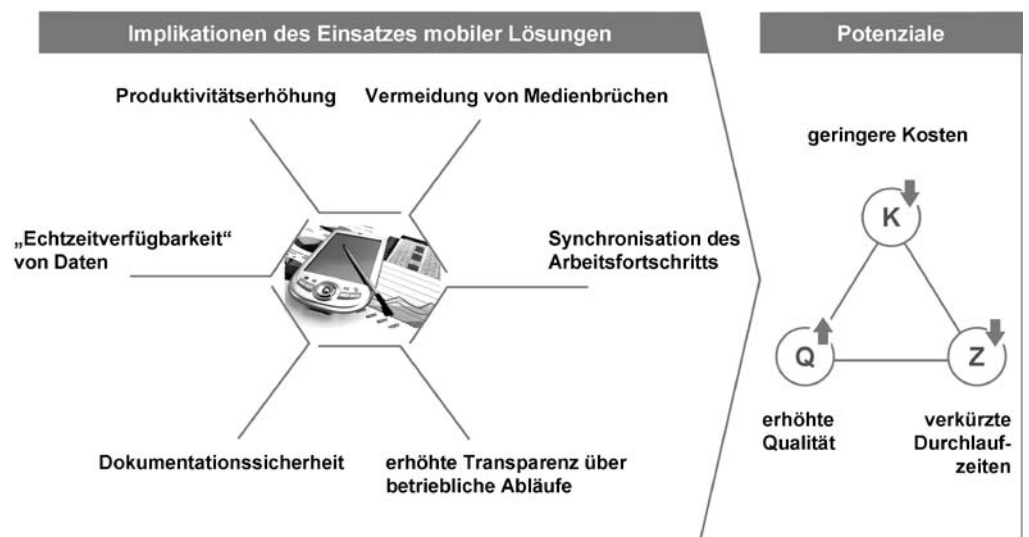 Implikationen des Einsatzes mobiler Lösungen
Potenziale
Produktivitätserhöhung
Vermeidung von Medienbrüchen
„Echtzeitverfügbarkeit“
von Daten
Synchronisation des
Arbeitsfortschritts
Dokumentationssicherheit
erhöhte Transparenz über
betriebliche Abläufe
geringere Kosten
K
Q
Z
erhöhte
Qualität
verkürzte
Durchlauf-
zeiten